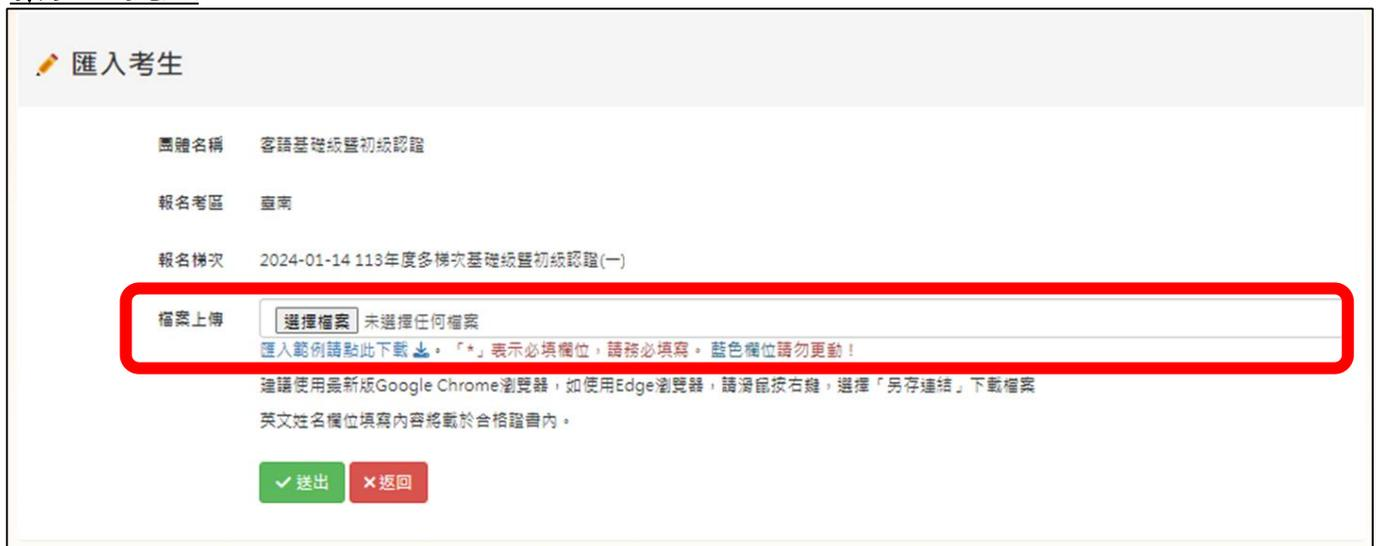 匯入考生
團體名稱 客語基礎級暨初級認證
報名考區 臺南
報名梯次 2024-01-14 113年度多梯次基礎級暨初級認證(一)
檔案上傳 選擇檔案 未選擇任何檔案
匯入範例請點此下載。「*」表示必填欄位，請務必填寫。藍色欄位請勿更動！
建議使用最新版Google Chrome瀏覽器，如使用Edge瀏覽器，請滑鼠按右鍵，選擇「另存連結」下載檔案
英文姓名欄位填寫內容將載於合格證書內。
送出 返回